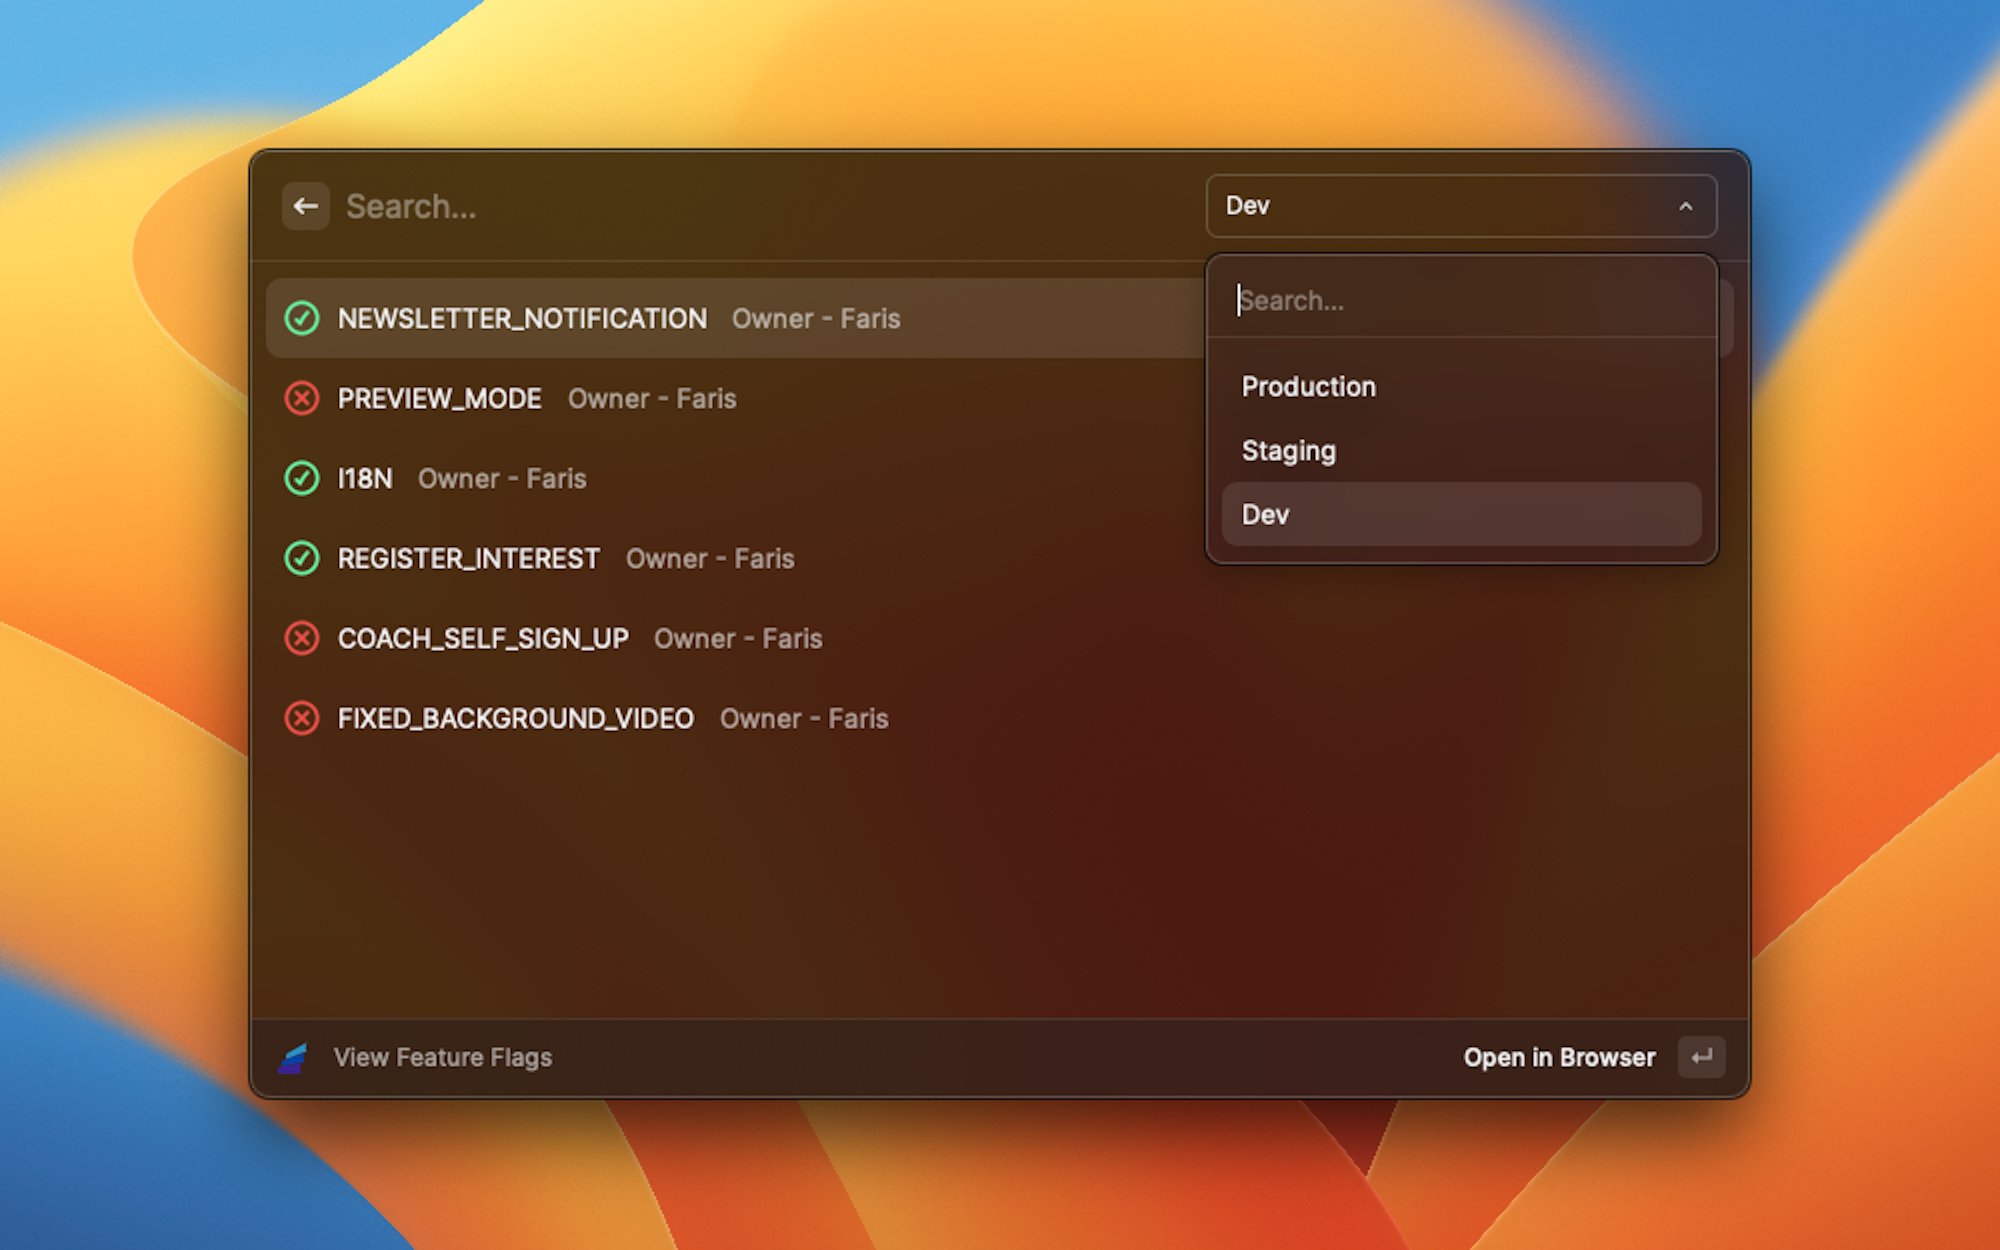 Search...
Dev
Search...
Production
Staging
Dev
NEWSLETTER_NOTIFICATION Owner - Faris
PREVIEW_MODE Owner - Faris
I18N Owner - Faris
REGISTER_INTEREST Owner - Faris
COACH_SELF_SIGN_UP Owner - Faris
FIXED_BACKGROUND_VIDEO Owner - Faris
View Feature Flags
Open in Browser